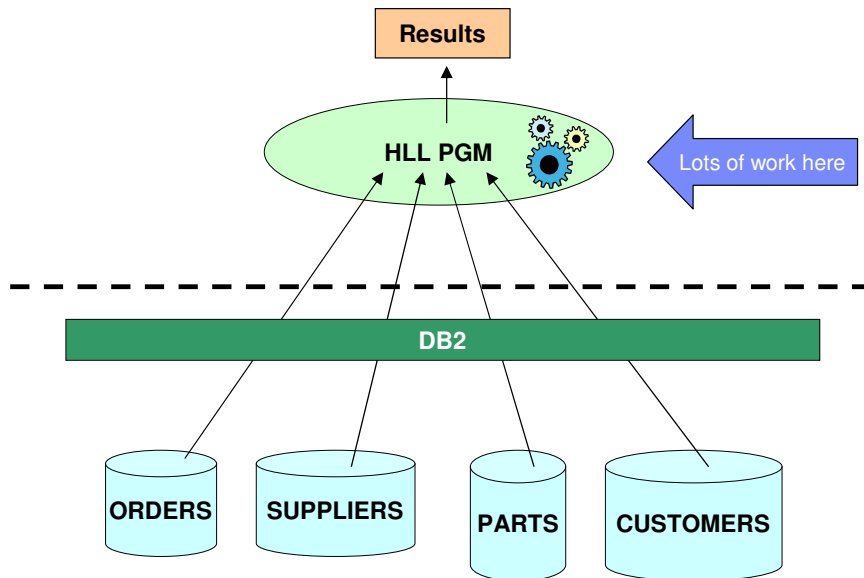 Results
HLL PGM
Lots of work here
DB2
ORDERS
SUPPLIERS
PARTS
CUSTOMERS